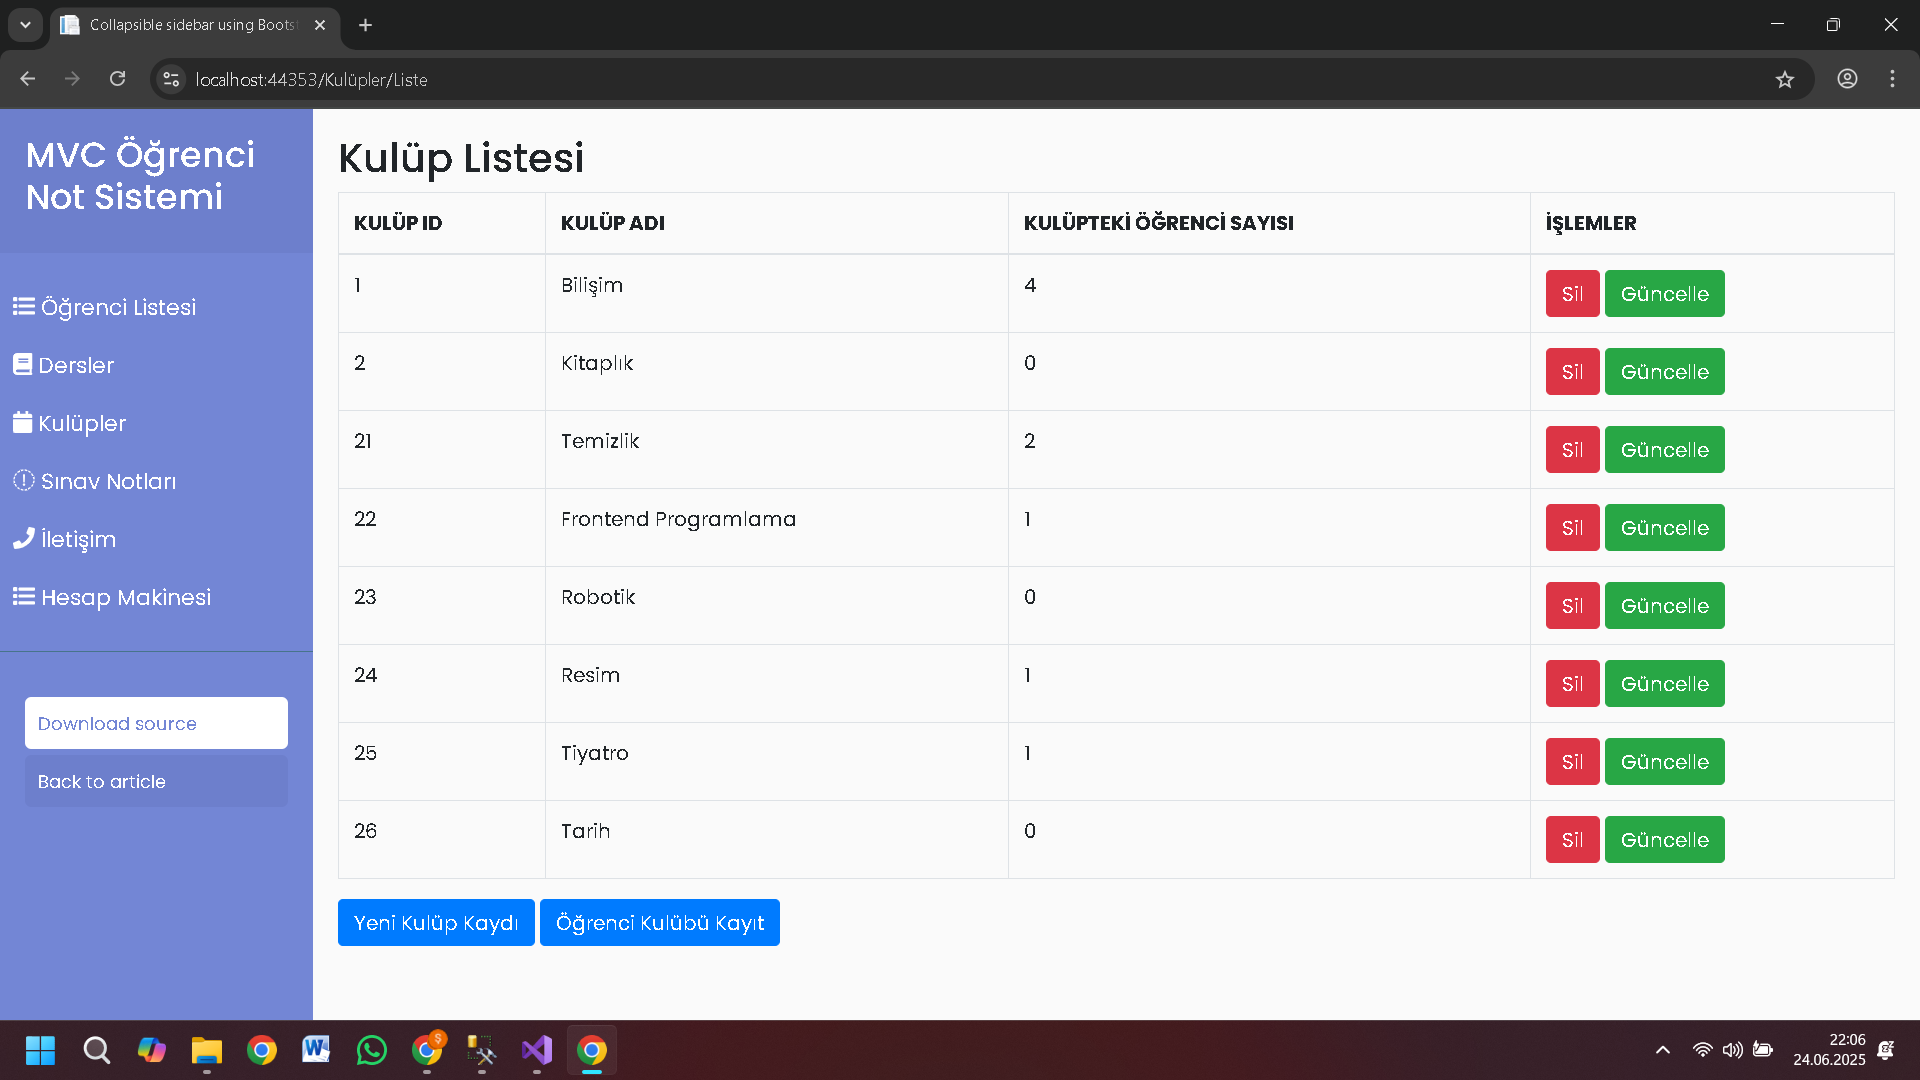 Collapsible sidebar using Boots
localhost:44353/Kulüpler/Liste
MVC Öğrenci
Not Sistemi
Öğrenci Listesi
Dersler
Kulüpler
Sınav Notları
İletişim
Hesap Makinesi
Download source
Back to article
Kulüp Listesi
KULÜP ID KULÜP ADI KULÜPTEKİ ÖĞRENCİ SAYISI İŞLEMLER
1 Bilişim 4 Sil Güncelle
2 Kitaplık 0 Sil Güncelle
21 Temizlik 2 Sil Güncelle
22 Frontend Programlama 1 Sil Güncelle
23 Robotik 0 Sil Güncelle
24 Resim 1 Sil Güncelle
25 Tiyatro 1 Sil Güncelle
26 Tarih 0 Sil Güncelle
Yeni Kulüp Kaydı Öğrenci Kulübü Kayıt
22:06
24.06.2025